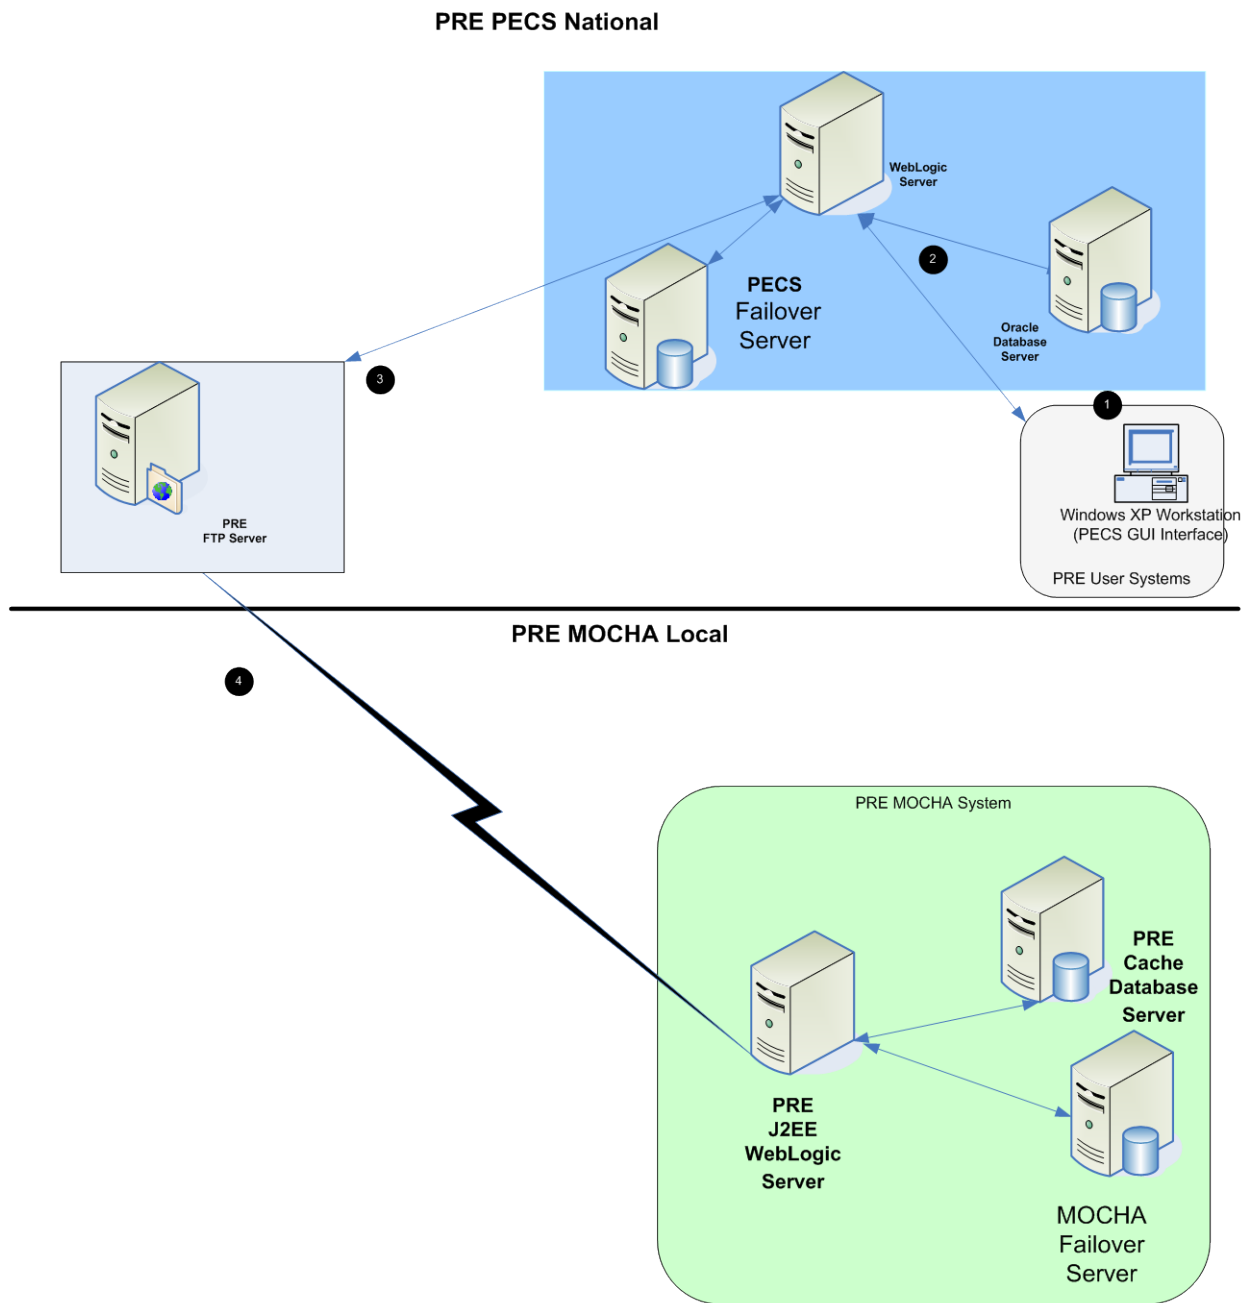 PRE PECS National
WebLogic
Server
2
PECS
Failover
Server
Oracle
Database
Server
3
1
Windows XP Workstation
(PECS GUI Interface)
PRE User Systems
PRE
FTP Server
PRE MOCHA Local
4
PRE MOCHA System
PRE
Cache
Database
Server
PRE
J2EE
WebLogic
Server
MOCHA
Failover
Server